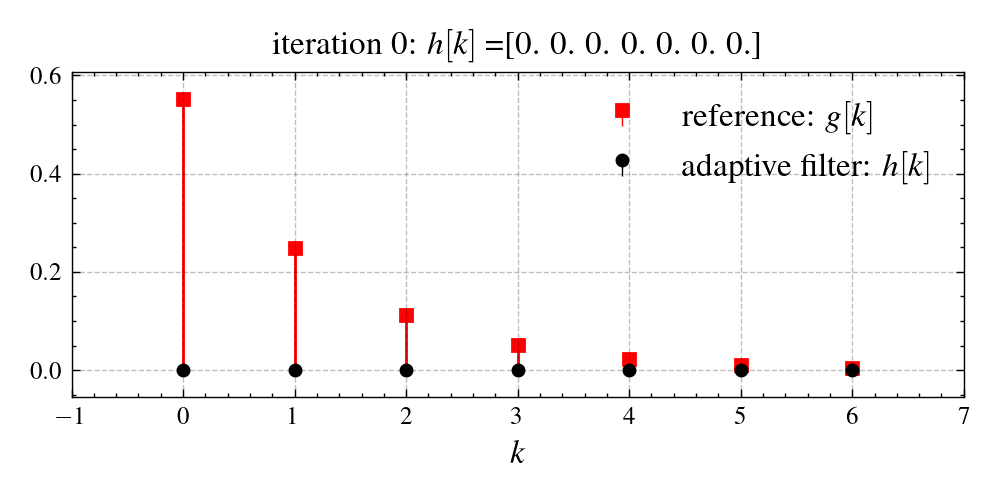 iteration 0: h[k] =[0. 0. 0. 0. 0. 0. 0.]
0.6
reference: g[k]
adaptive filter: h[k]
0.4
0.2
0.0
−1 0 1 2 3 4 5 6 7
k